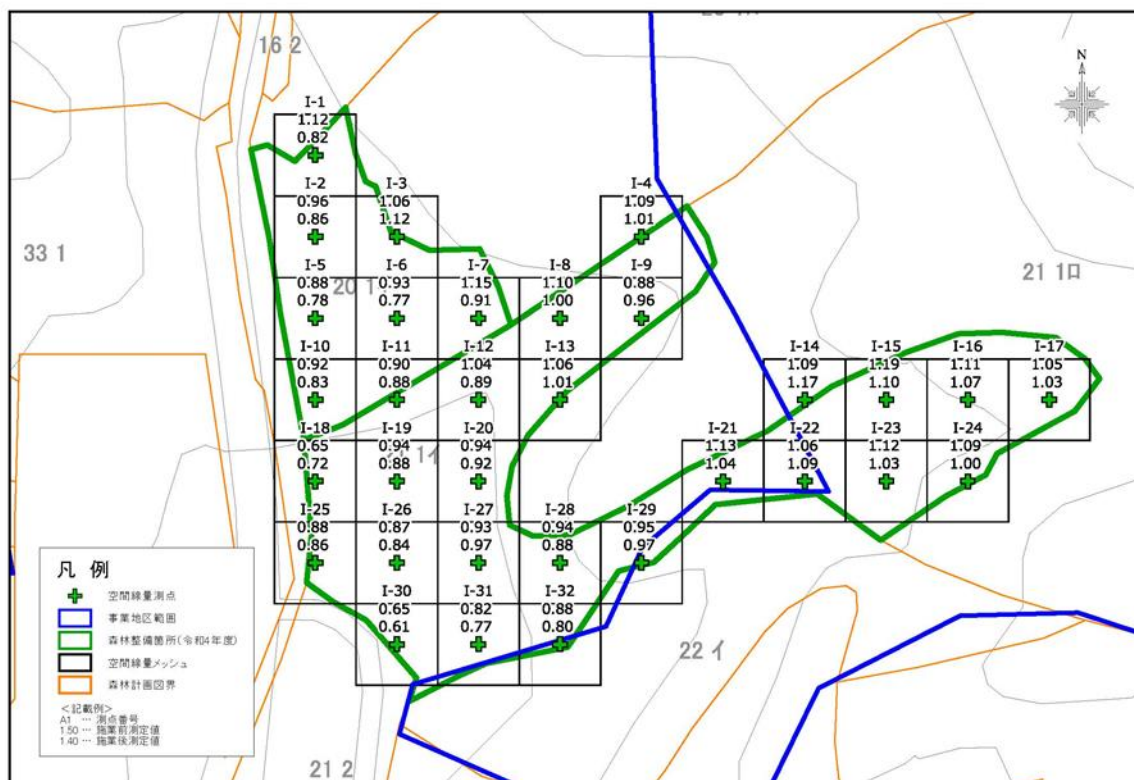 16 2
N
I-1
1.12
0.82
I-2
0.96
0.86
I-3
1.06
1.12
I-4
1.09
1.01
33 1
I-5
0.88
0.78
I-6
0.93
0.77
I-7
1.15
0.91
I-8
1.10
1.00
I-9
0.88
0.96
20 1
21 1ロ
I-10
0.92
0.83
I-11
0.90
0.88
I-12
1.04
0.89
I-13
1.06
1.01
I-14
1.09
1.17
I-15
1.19
1.10
I-16
1.11
1.07
I-17
1.05
1.03
I-18
0.65
0.72
I-19
0.94
0.88
I-20
0.94
0.92
I-21
1.13
1.04
I-22
1.06
1.09
I-23
1.12
1.03
I-24
1.09
1.00
I-25
0.88
0.86
I-26
0.87
0.84
I-27
0.93
0.97
I-28
0.94
0.88
I-29
0.95
0.97
I-30
0.65
0.61
I-31
0.82
0.77
I-32
0.88
0.80
22 イ
21 2
凡 例
空間線量測点
事業地区範囲
森林整備箇所(令和4年度)
空間線量メッシュ
森林計画図界
<記載例>
A1 … 測点番号
1.50 … 施業前測定値
1.40 … 施業後測定値